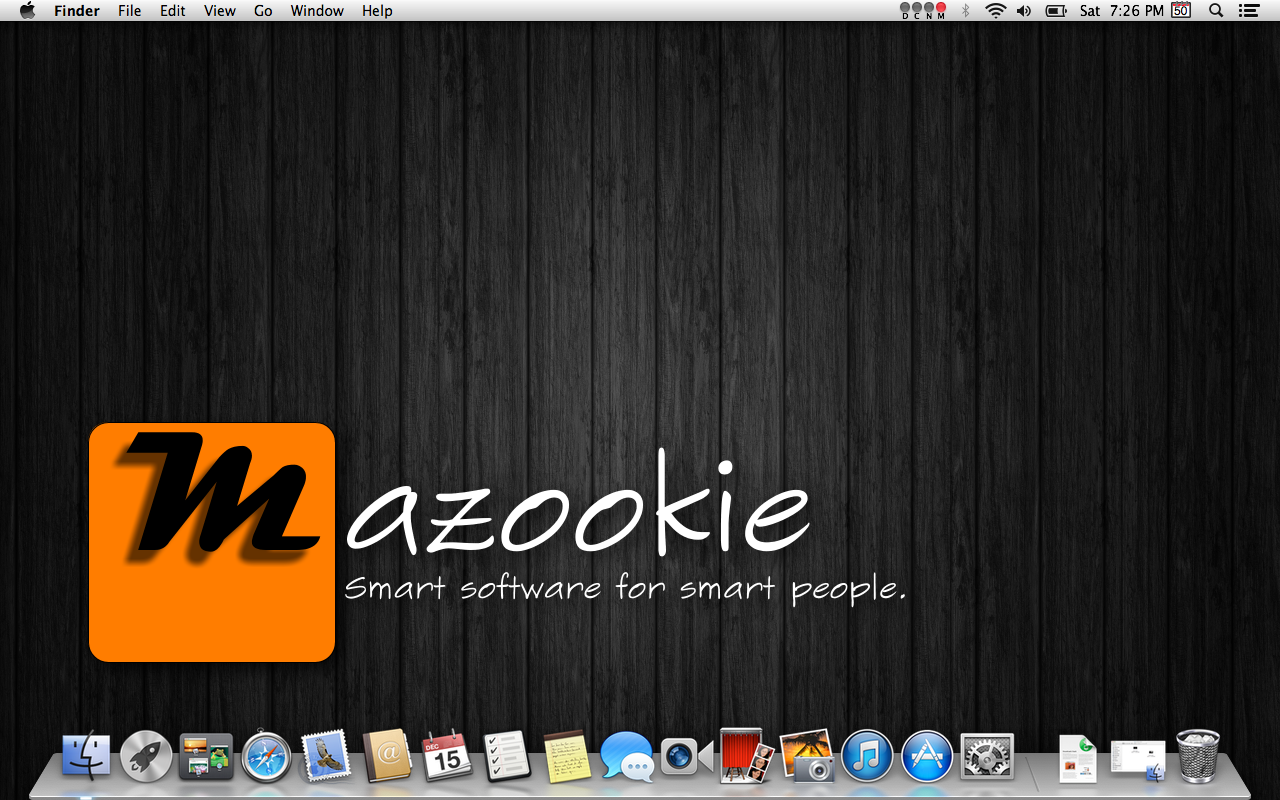 Finder File Edit View Go Window Help D C N M Sat 7:26 PM 50
M
azookie
Smart software for smart people.
DEC
15
@